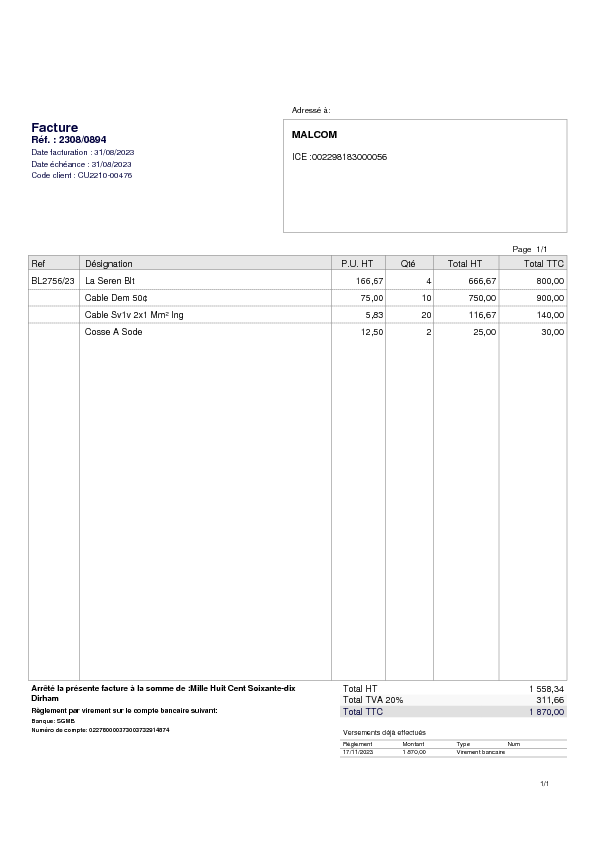 Adressé à:
Facture
Réf. : 2308/0894
Date facturation : 31/08/2023
Date échéance : 31/08/2023
Code client : CU2210-00476
MALCOM
ICE :002298183000056
Page 1/1
Ref Désignation P.U. HT Qté Total HT Total TTC
BL2756/23 La Seren Blt 166,67 4 666,67 800,00
Cable Dem 50¢ 75,00 10 750,00 900,00
Cable Sv1v 2x1 Mm² Ing 5,83 20 116,67 140,00
Cosse A Sode 12,50 2 25,00 30,00
Arrêté la présente facture à la somme de :Mille Huit Cent Soixante-dix
Dirham
Règlement par virement sur le compte bancaire suivant:
Banque: SGMB
Total HT 1 558,34
Total TVA 20% 311,66
Total TTC 1 870,00
Versements déjà effectués
Règlement Montant Type Num
17/11/2023 1 870,00 Virement bancaire
Numéro de compte:
1/1